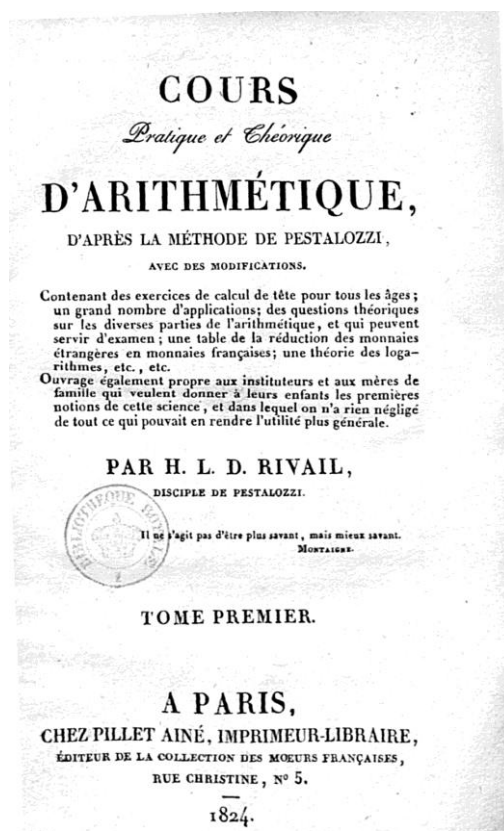 COURS
Pratique et Théorique
D'ARITHMÉTIQUE,
D'APRÈS LA MÉTHODE DE PESTALOZZI,
AVEC DES MODIFICATIONS.
Contenant des exercices de calcul de tête pour tous les âges;
un grand nombre d'applications; des questions théoriques
sur les diverses parties de l'arithmétique, et qui peuvent
servir d'examen; une table de la réduction des monnaies
étrangères en monnaies françaises; une théorie des loga-
rithmes, etc., etc.
Ouvrage également propre aux instituteurs et aux mères de
famille qui veulent donner à leurs enfants les premières
notions de cette science, et dans lequel on n'a rien négligé
de tout ce qui pouvait en rendre l'utilité plus générale.
PAR H. L. D. RIVAIL,
DISCIPLE DE PESTALOZZI.
BIBLIOTHÈQUE ROYALE
Il ne s'agit pas d'être plus savant, mais mieux savant.
MONTAIGNE.
TOME PREMIER.
A PARIS,
CHEZ PILLET AINÉ, IMPRIMEUR-LIBRAIRE,
ÉDITEUR DE LA COLLECTION DES MŒURS FRANÇAISES,
RUE CHRISTINE, Nº 5.
1824.